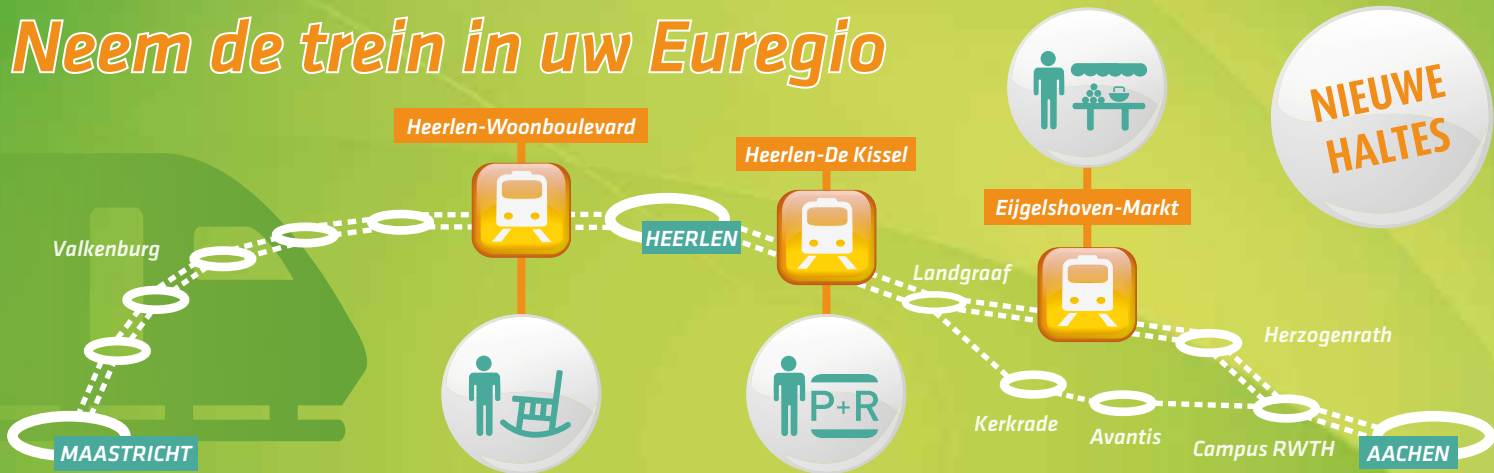 Neem de trein in uw Euregio
NIEUWE
HALTES
Heerlen-Woonboulevard
Heerlen-De Kissel
Eijgelshoven-Markt
Valkenburg
HEERLEN
Landgraaf
Herzogenrath
P+R
Kerkrade
Avantis
Campus RWTH
MAASTRICHT
AACHEN